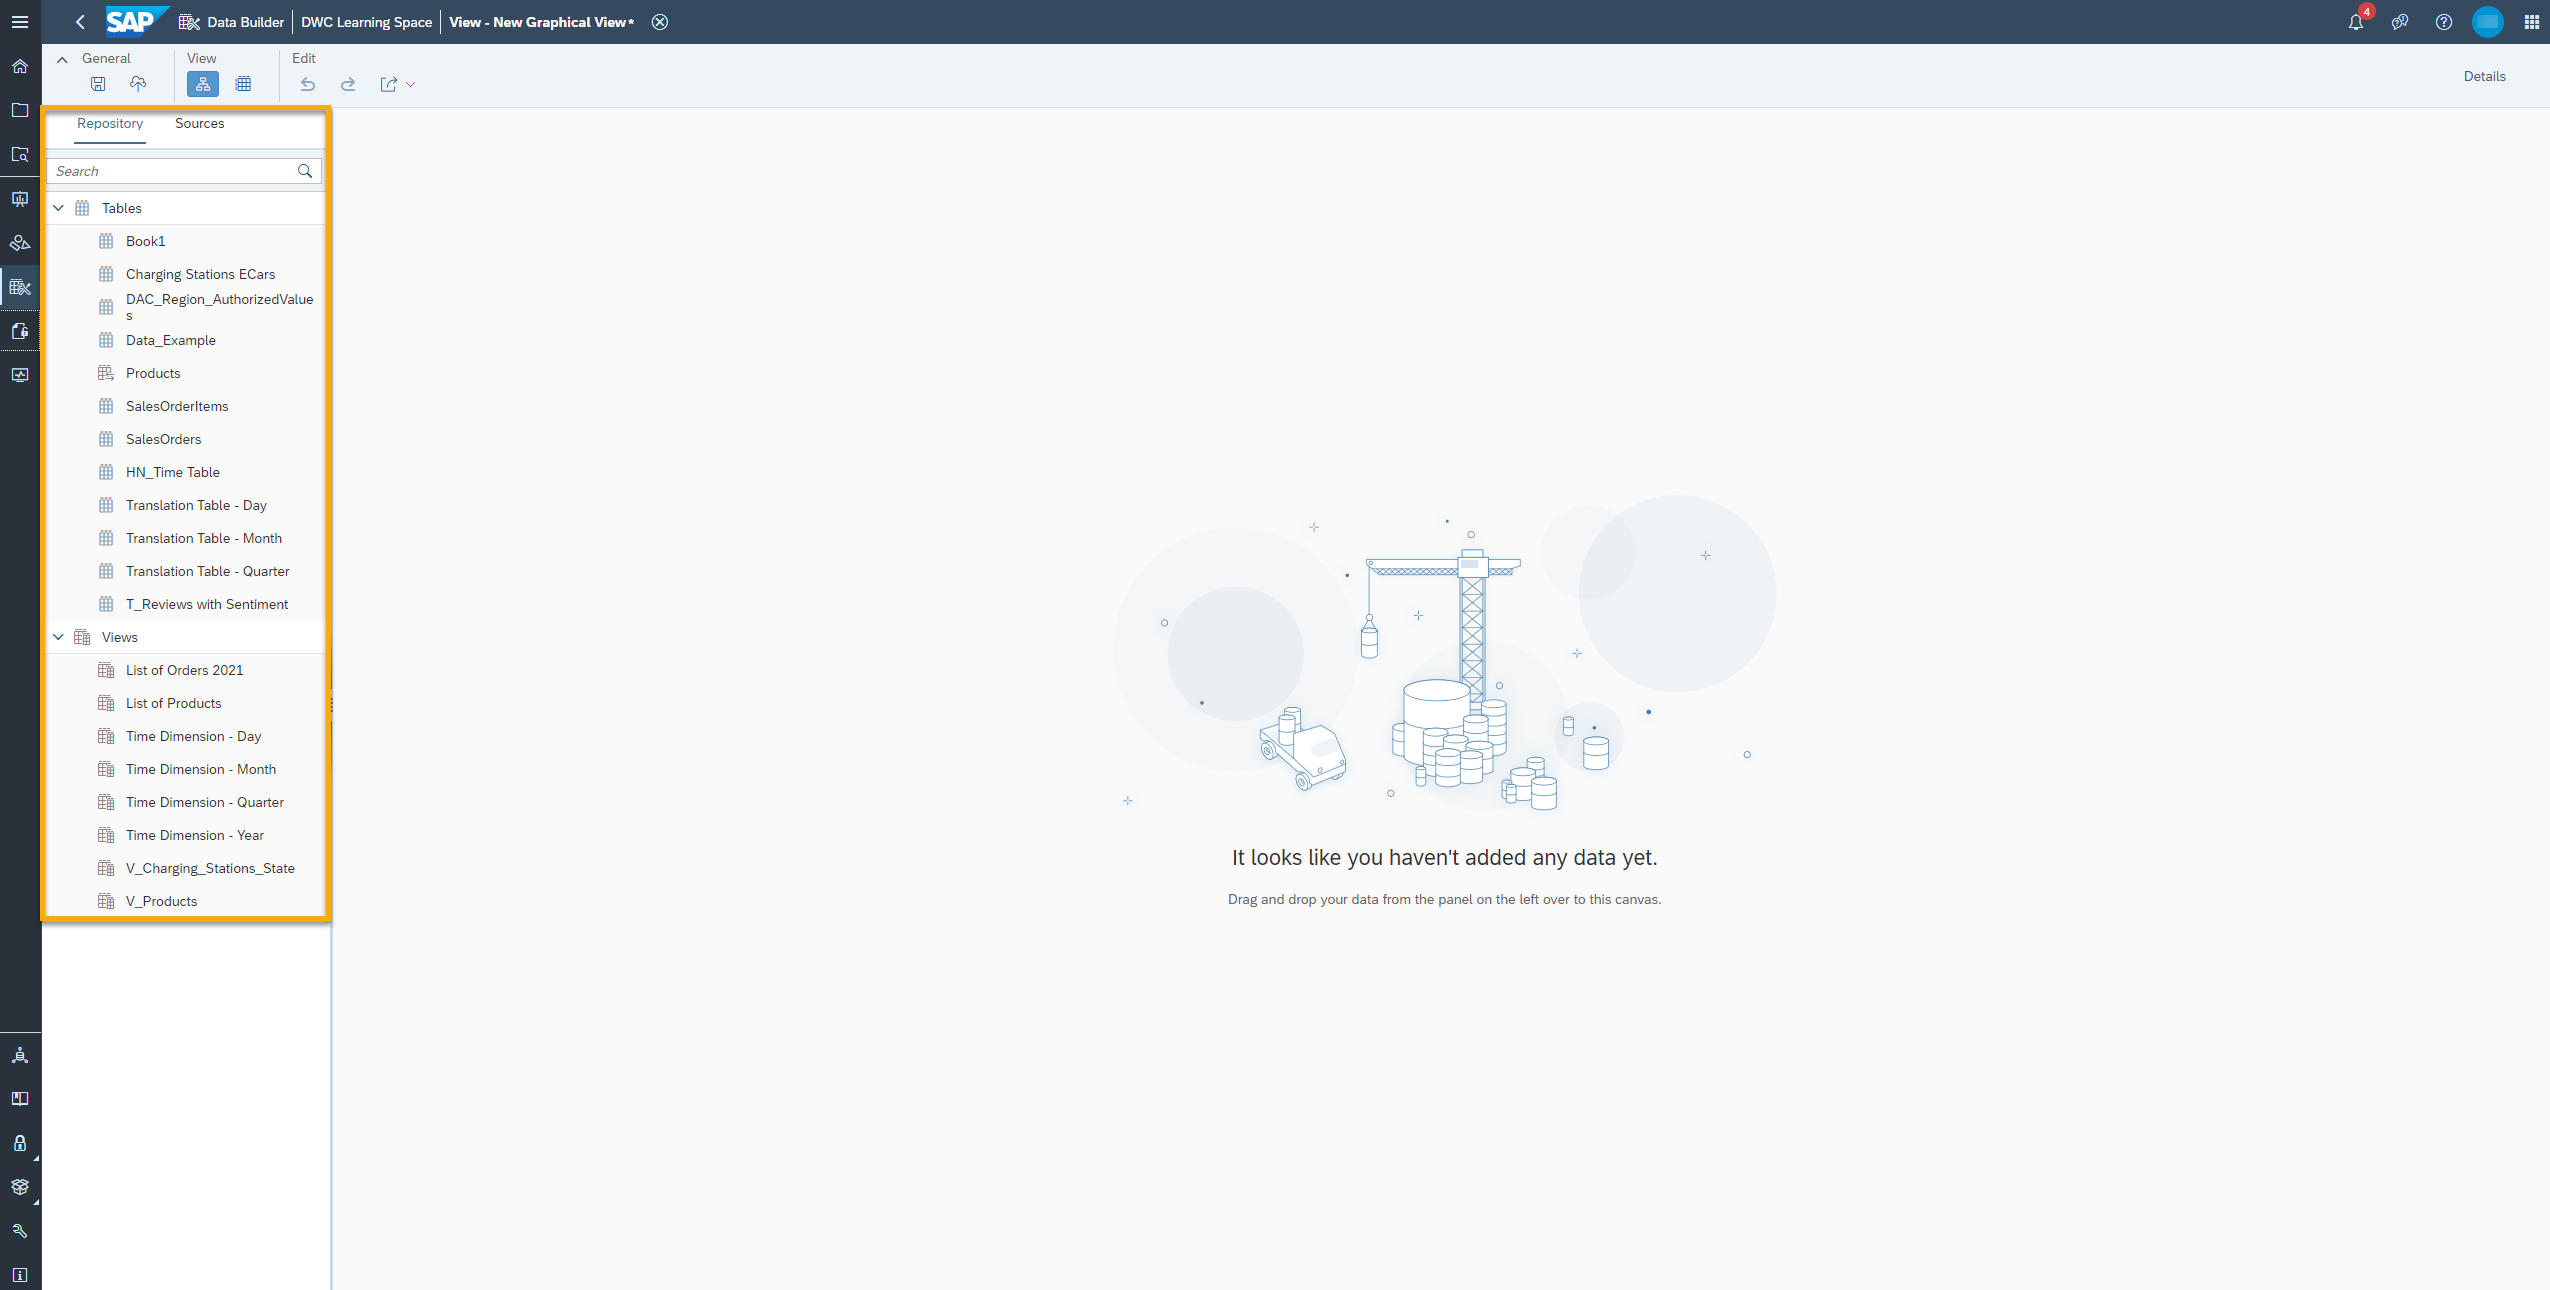 SAP Data Builder DWC Learning Space View - New Graphical View* 4
General View Edit
Details
Repository Sources
Search
Tables
Book1
Charging Stations ECars
DAC_Region_AuthorizedValue
s
Data_Example
Products
SalesOrderItems
SalesOrders
HN_Time Table
Translation Table - Day
Translation Table - Month
Translation Table - Quarter
T_Reviews with Sentiment
Views
List of Orders 2021
List of Products
Time Dimension - Day
Time Dimension - Month
Time Dimension - Quarter
Time Dimension - Year
V_Charging_Stations_State
V_Products
It looks like you haven't added any data yet.
Drag and drop your data from the panel on the left over to this canvas.